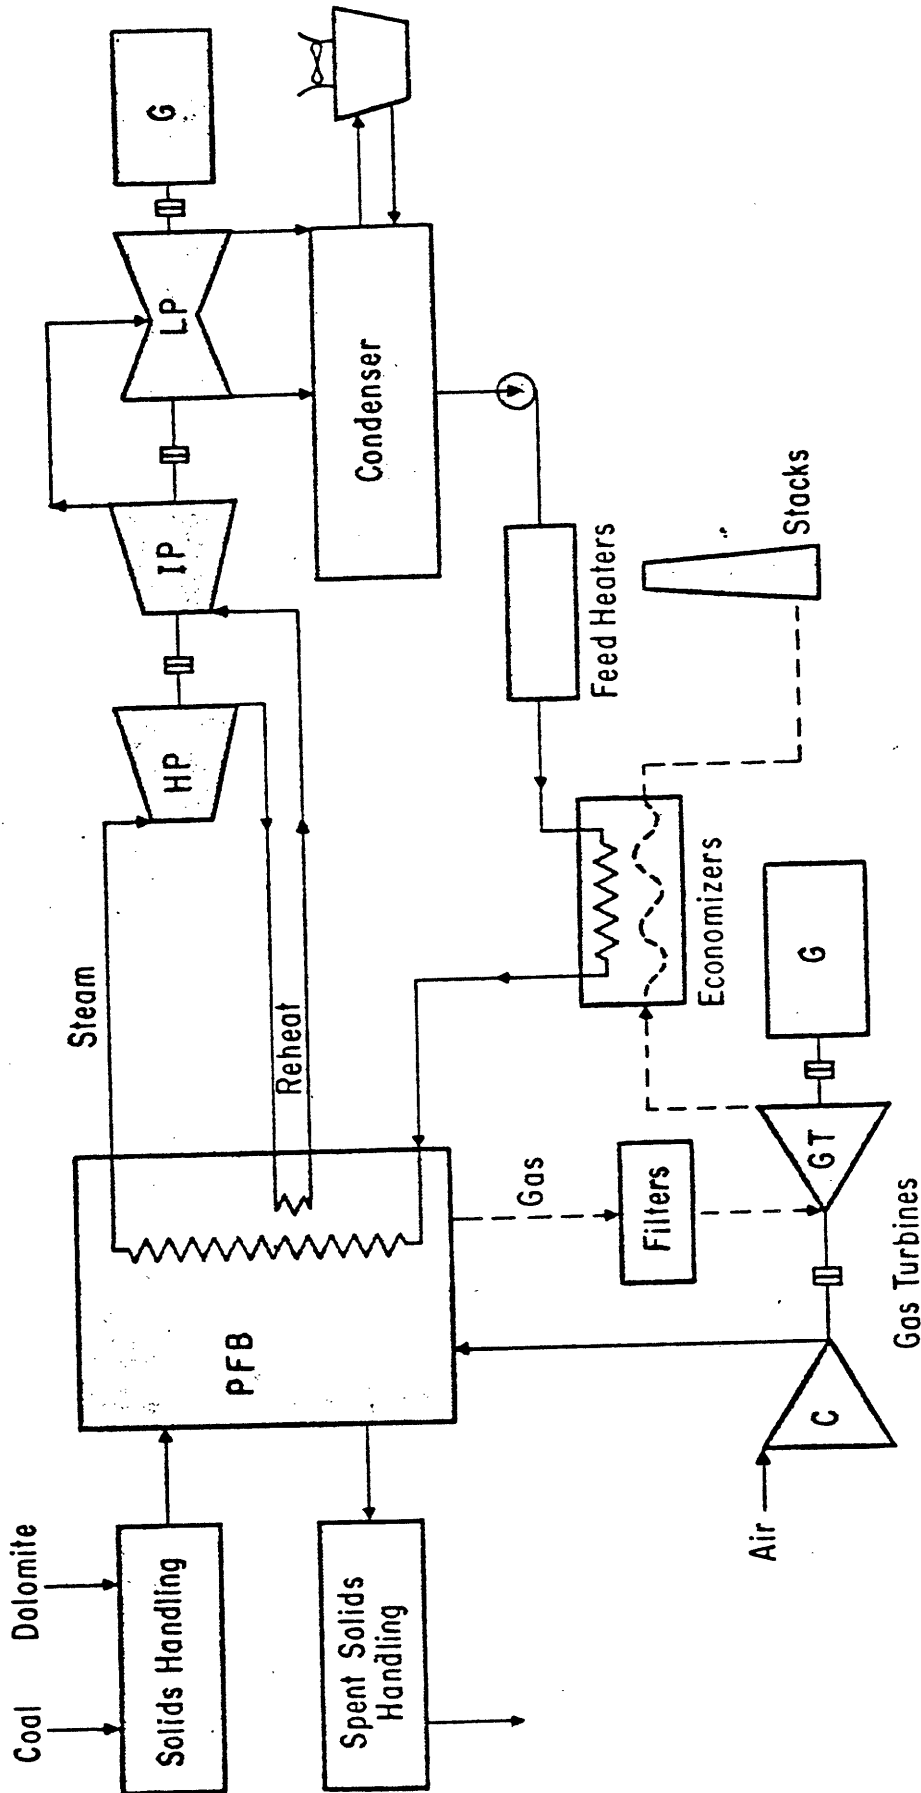 Coal
Dolomite
Solids Handling
Spent Solids
Handling
PFB
Steam
Reheat
HP
IP
LP
G
Condenser
Feed Heaters
Economizers
Stacks
Gas
Filters
Air
C
GT
G
Gas Turbines